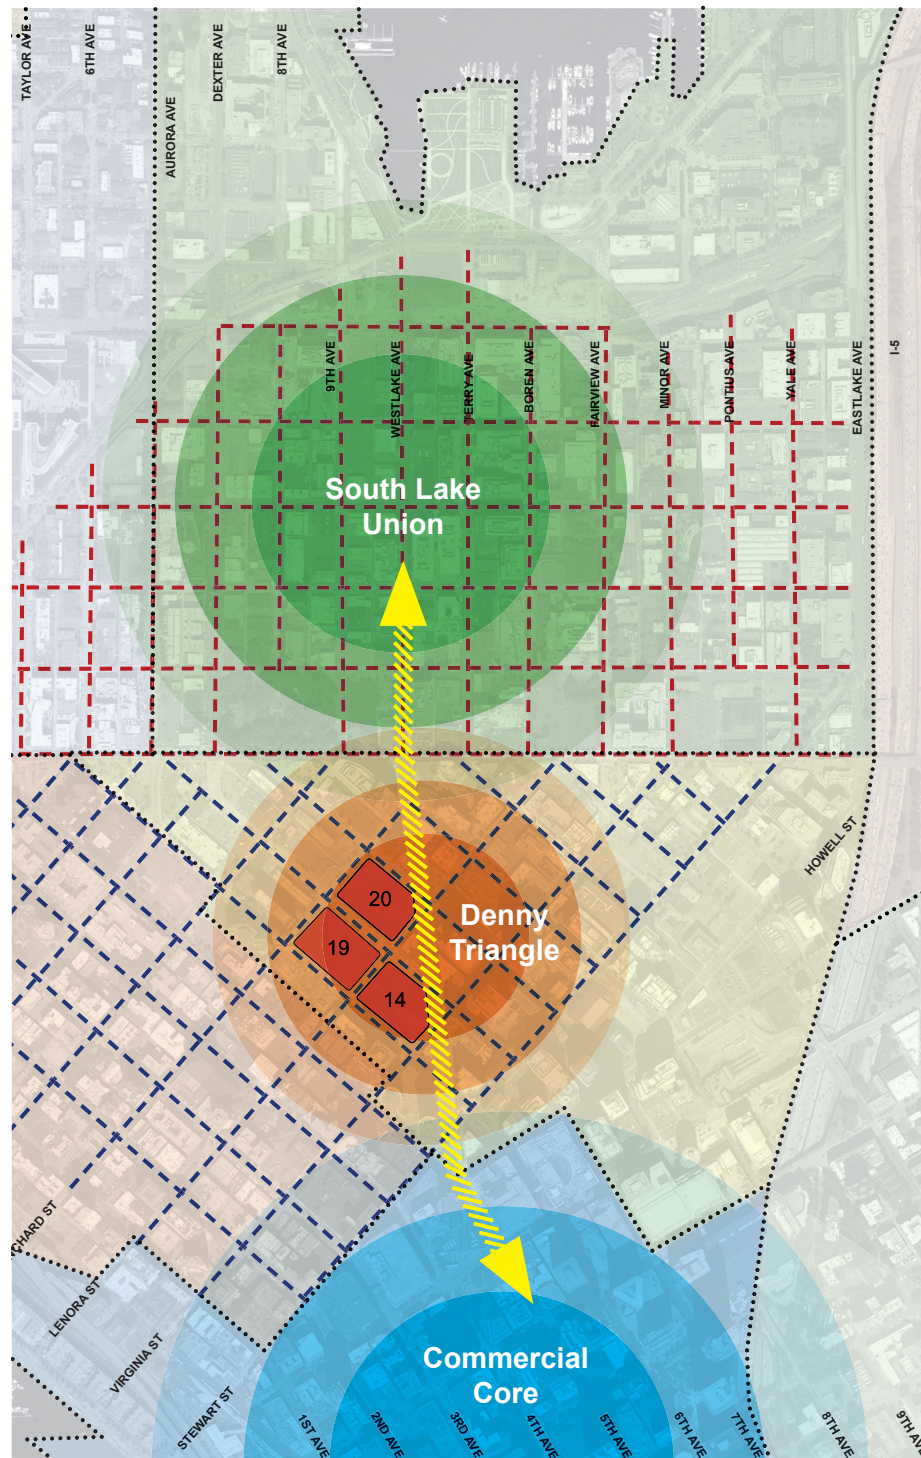 TAYLOR AVE
6TH AVE
AURORA AVE
DEXTER AVE
8TH AVE
9TH AVE
WESTLAKE AVE
TERRY AVE
BOREN AVE
FAIRVIEW AVE
MINOR AVE
PONTIUS AVE
YALE AVE
EASTLAKE AVE
I-5
South Lake
Union
HOWELL ST
20
19
14
Denny
Triangle
CHARD ST
LENORA ST
VIRGINIA ST
STEWART ST
Commercial
Core
1ST AVE
2ND AVE
3RD AVE
4TH AVE
5TH AVE
6TH AVE
7TH AVE
8TH AVE
9TH AVE